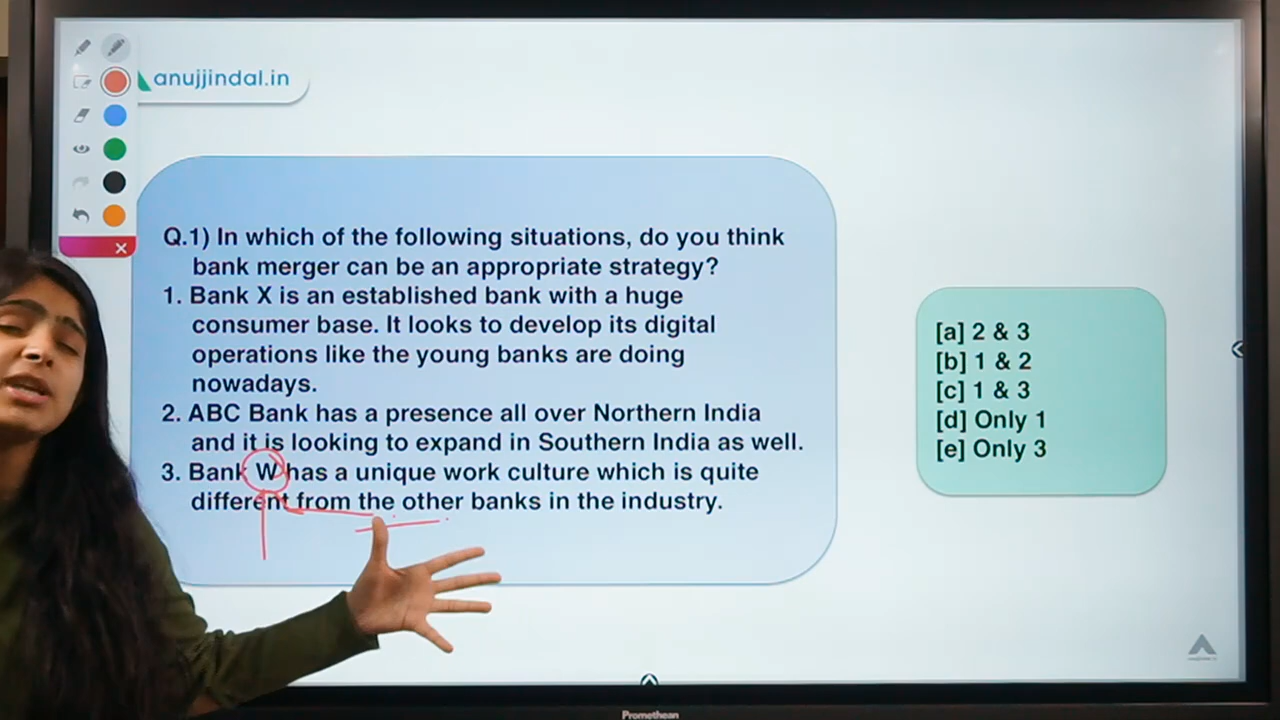 anujjindal.in
Q.1) In which of the following situations, do you think
bank merger can be an appropriate strategy?
1. Bank X is an established bank with a huge
consumer base. It looks to develop its digital
operations like the young banks are doing
nowadays.
2. ABC Bank has a presence all over Northern India
and it is looking to expand in Southern India as well.
3. Bank W has a unique work culture which is quite
different from the other banks in the industry.
[a] 2 & 3
[b] 1 & 2
[c] 1 & 3
[d] Only 1
[e] Only 3
Promethean